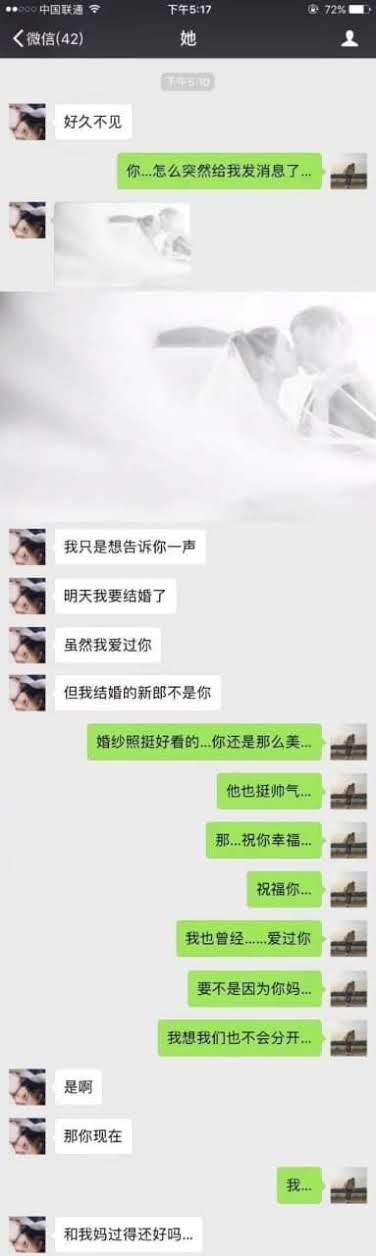 中国联通
下午5:17
72%
微信(42)
她
下午5:10
好久不见
你...怎么突然给我发消息了...
我只是想告诉你一声
明天我要结婚了
虽然我爱过你
但我结婚的新郎不是你
婚纱照挺好看的...你还是那么美...
他也挺帅气...
那...祝你幸福...
祝福你...
我也曾经......爱过你
要不是因为你妈...
我想我们也不会分开...
是啊
那你现在
我...
和我妈过得还好吗...